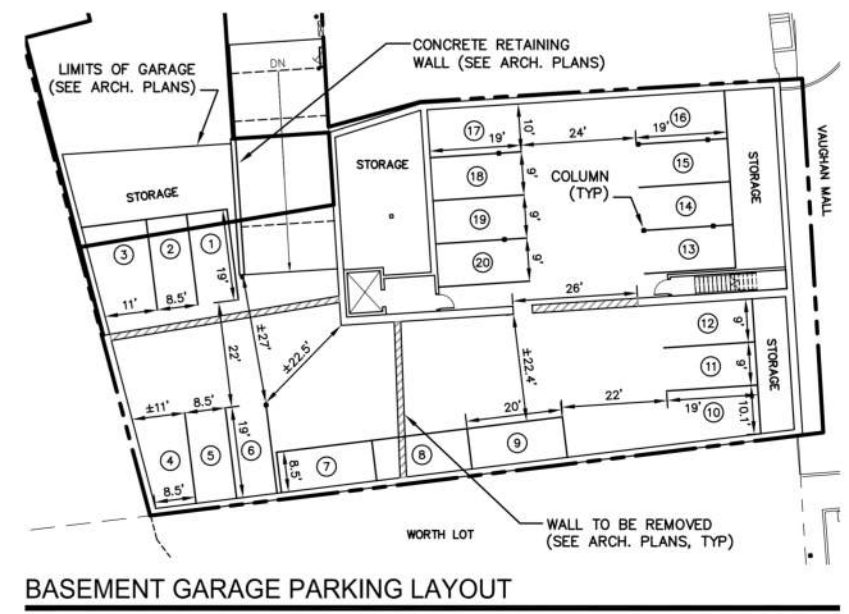 DN
CONCRETE RETAINING
WALL (SEE ARCH. PLANS)
LIMITS OF GARAGE
(SEE ARCH. PLANS)
STORAGE
3
2
1
11'
8.5'
19'
STORAGE
17
19'
10'
24'
19'
16
18
9'
COLUMN
(TYP)
15
19
9'
14
20
9'
13
STORAGE
VAUGHAN MALL
26'
±27'
±22.5'
22'
±22.4'
12
9'
11
9'
STORAGE
22'
19'
10
10.1'
±11'
8.5'
19'
4
5
6
8.5'
8.5'
7
8
20'
9
WORTH LOT
WALL TO BE REMOVED
(SEE ARCH. PLANS, TYP)
BASEMENT GARAGE PARKING LAYOUT